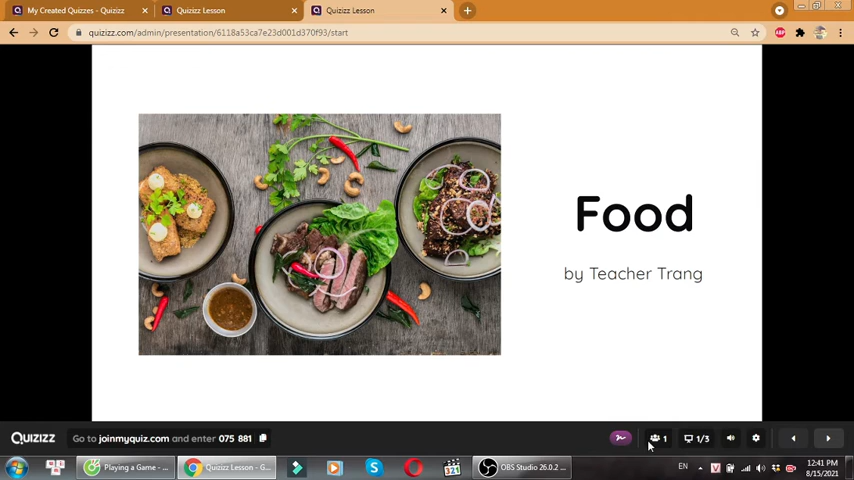 My Created Quizzes - Quizizz
Quizizz Lesson
Quizizz Lesson
quizizz.com/admin/presentation/6118a53ca7e23d001d370f93/start
ABP
Food
by Teacher Trang
Quizizz
Go to joinmyquiz.com and enter 075 881
1
1/3
Playing a Game - ...
Quizizz Lesson - G...
321
OBS Studio 26.0.2 ...
EN
V
12:41 PM
8/15/2021